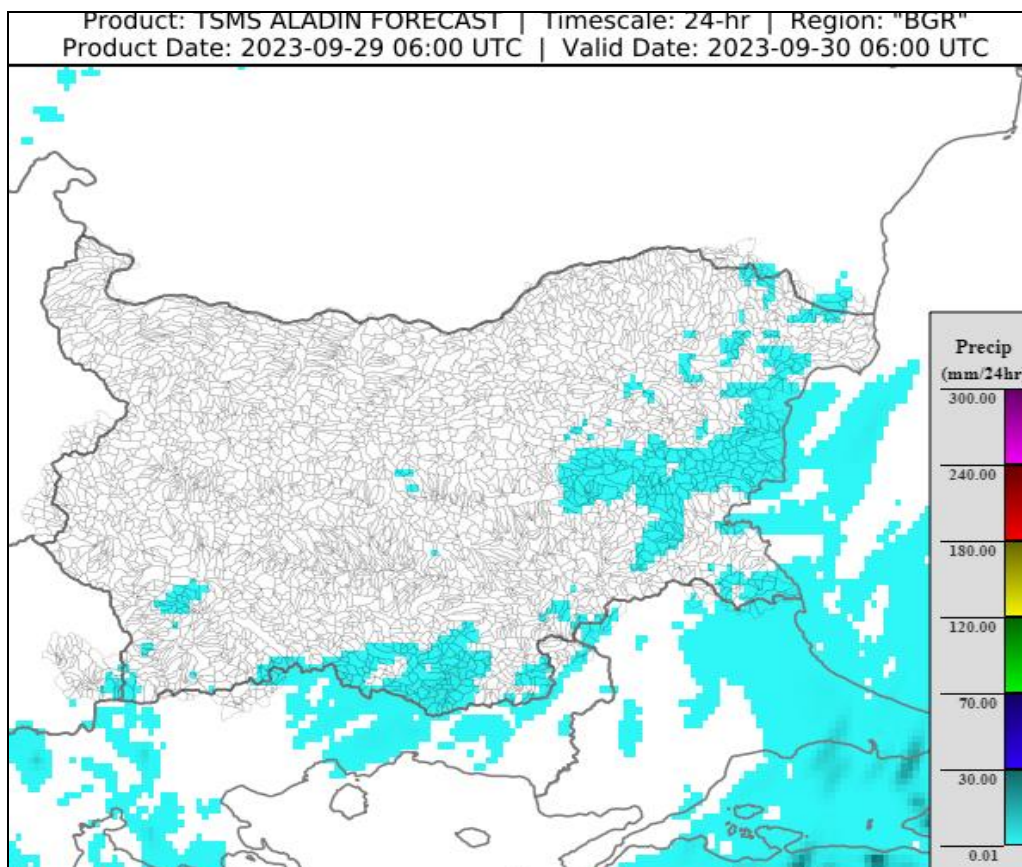 Product: TSMS ALADIN FORECAST | Timescale: 24-hr | Region: "BGR"
Product Date: 2023-09-29 06:00 UTC | Valid Date: 2023-09-30 06:00 UTC
Precip
(mm/24hr
300.00
240.00
180.00
120.00
70.00
30.00
0.01